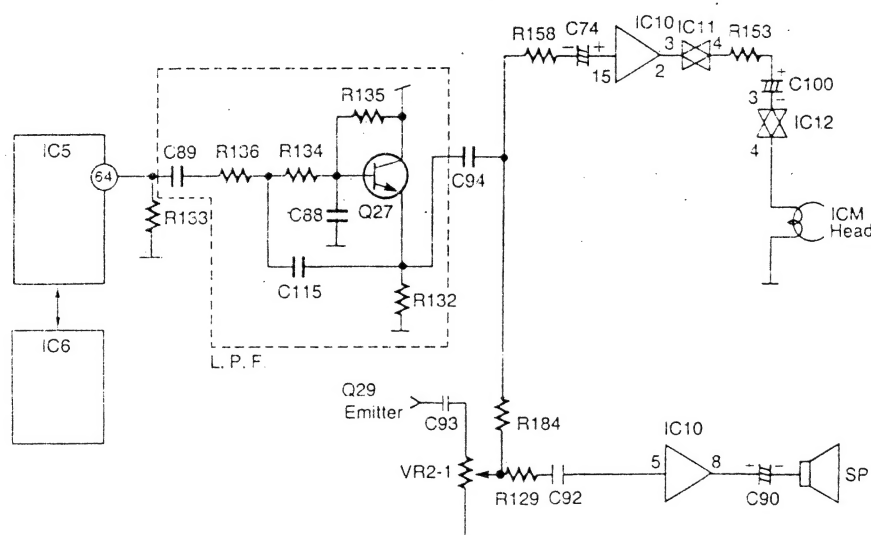 C74
IC10
IC11
R158
3
4
R153
15
2
+
-
3
C100
IC12
4
ICM
Head
R135
IC5
64
C89
R136
R134
C94
R133
C88
Q27
C115
R132
IC6
L. P. F.
Q29
Emitter
C93
R184
IC10
VR2-1
5
8
R129
C92
C90
SP